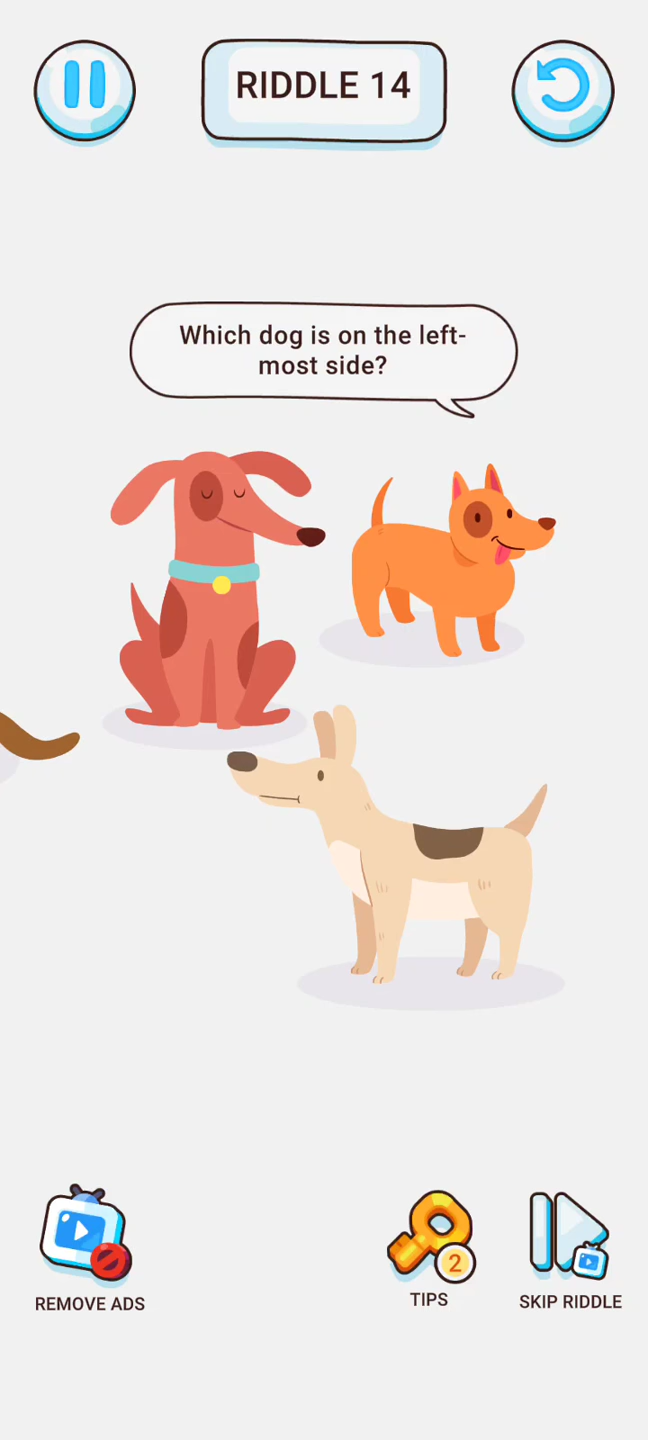 RIDDLE 14
Which dog is on the left-
most side?
2
REMOVE ADS
TIPS
SKIP RIDDLE